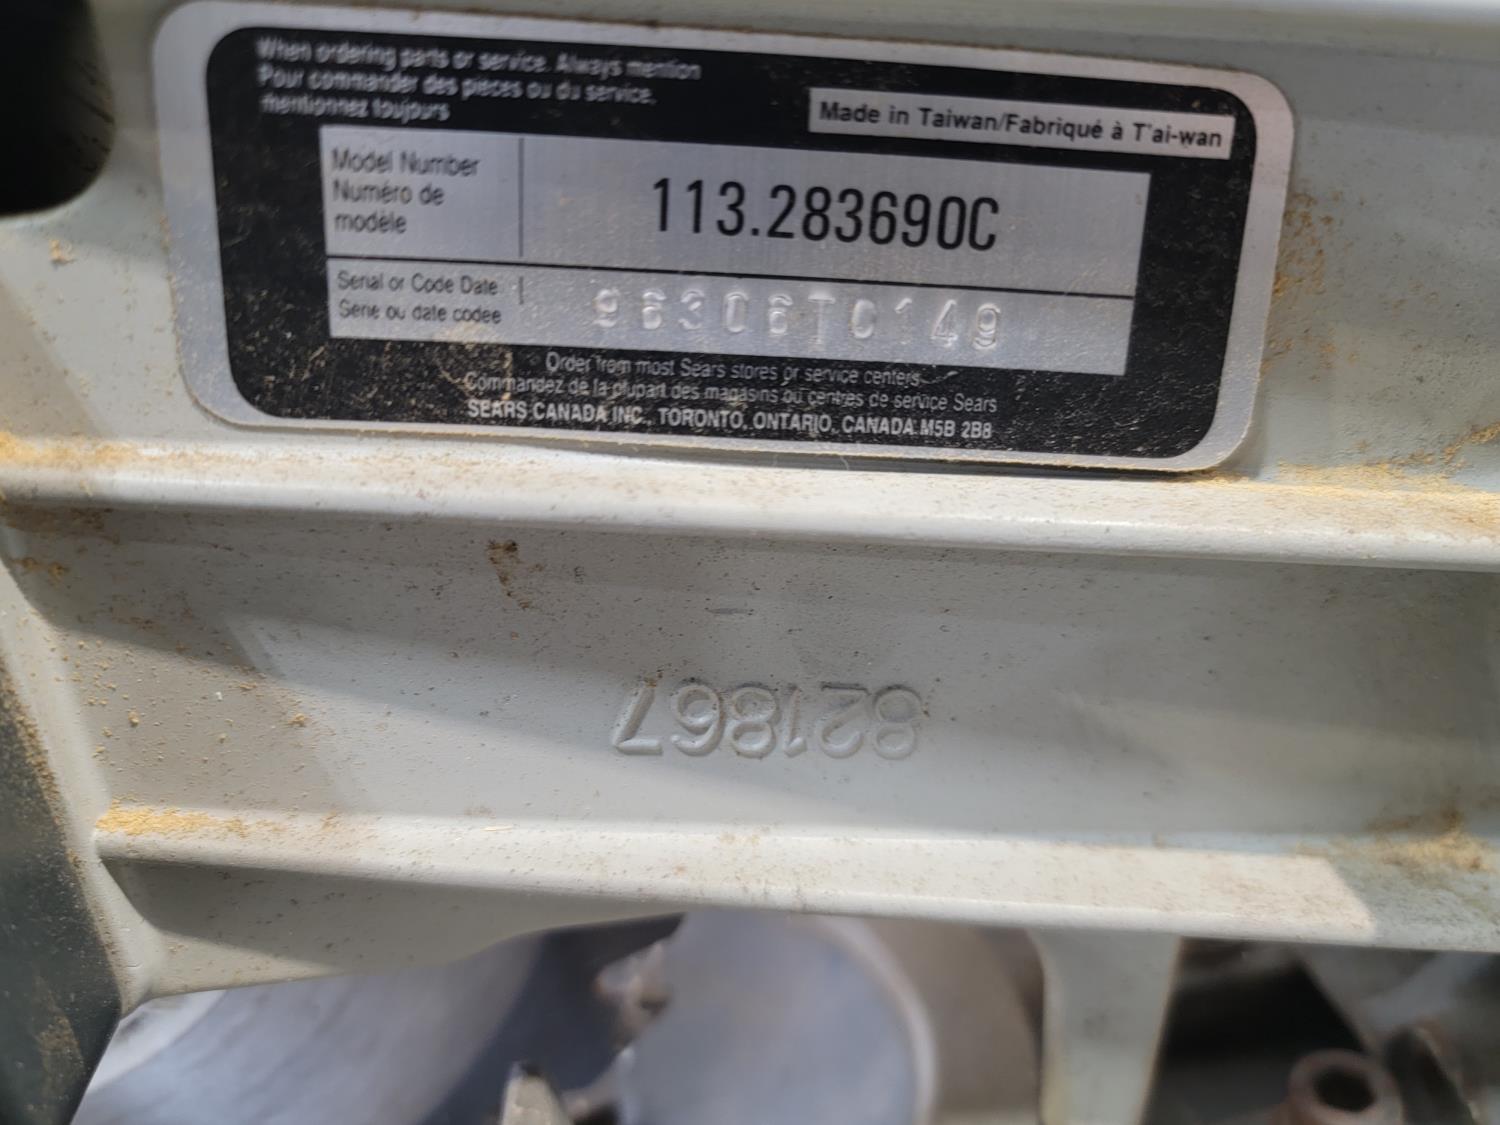 When ordering parts or service. Always mention
Pour commander des pieces ou du service,
mentionnez toujours
Made in Taiwan/Fabriqué à T'ai-wan
Model Number
Numéro de
modèle
113.283690C
Serial or Code Date
Serie ou date codee
96306T0149
Order from most Sears stores or service centers
Commandez de la plupart des magasins ou centres de service Sears
SEARS CANADA INC., TORONTO, ONTARIO, CANADA M5B 2B8
821867